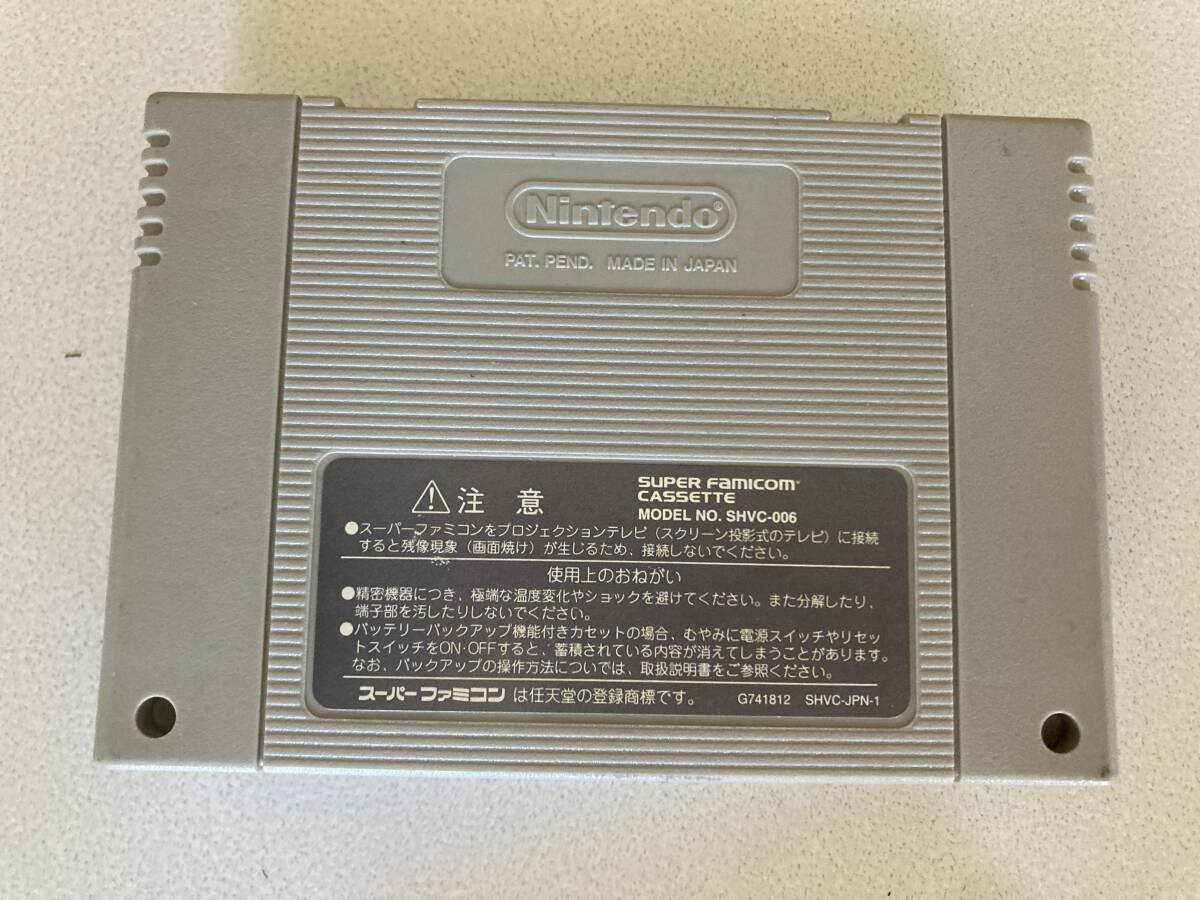 Nintendo®
PAT. PEND. MADE IN JAPAN
⚠注 意
SUPER FAMICOM®
CASSETTE
MODEL NO. SHVC-006
●スーパーファミコンをプロジェクションテレビ(スクリーン投影式のテレビ)に接続
すると残像現象(画面焼け)が生じるため、接続しないでください。
使用上のおねがい
●精密機器につき、極端な温度変化やショックを避けてください。また分解したり、
端子部を汚したりしないでください。
●バッテリーバックアップ機能付きカセットの場合、むやみに電源スイッチやリセッ
トスイッチをON・OFFすると、蓄積されている内容が消えてしまうことがあります。
なお、バックアップの操作方法については、取扱説明書をご参照ください。
スーパーファミコン は任天堂の登録商標です。 G741812 SHVC-JPN-1